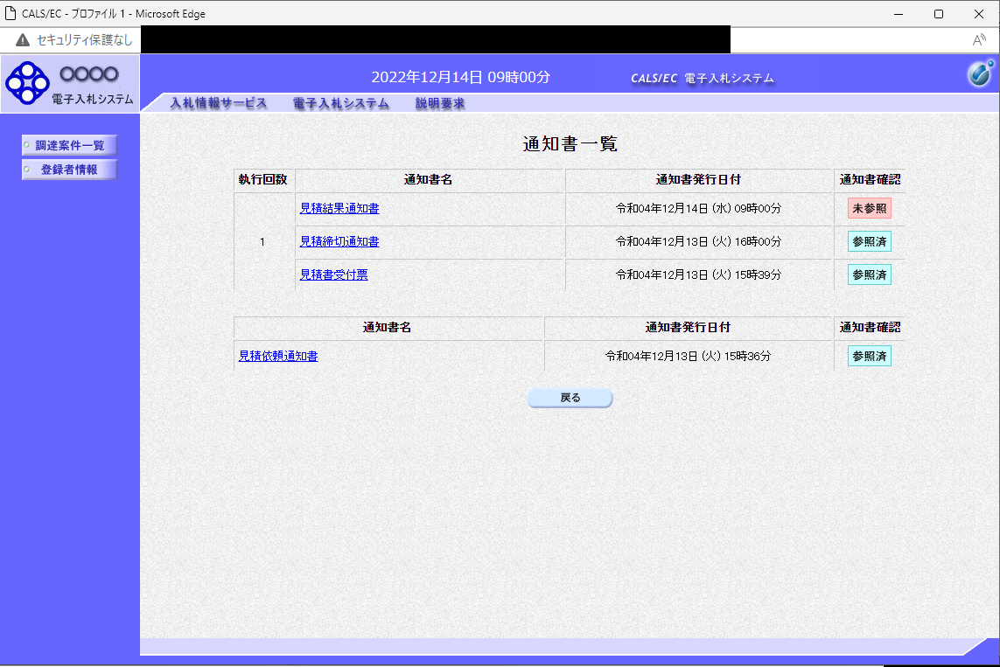 CALS/EC - プロファイル 1 - Microsoft Edge
セキュリティ保護なし
〇〇〇〇
電子入札システム
2022年12月14日 09時00分
CALS/EC 電子入札システム
入札情報サービス 電子入札システム 説明要求
調達案件一覧
登録者情報
通知書一覧
執行回数 通知書名 通知書発行日付 通知書確認
見積結果通知書 令和04年12月14日 (水) 09時00分 未参照
1 見積締切通知書 令和04年12月13日 (火) 16時00分 参照済
見積書受付票 令和04年12月13日 (火) 15時39分 参照済
通知書名 通知書発行日付 通知書確認
見積依頼通知書 令和04年12月13日 (火) 15時36分 参照済
戻る